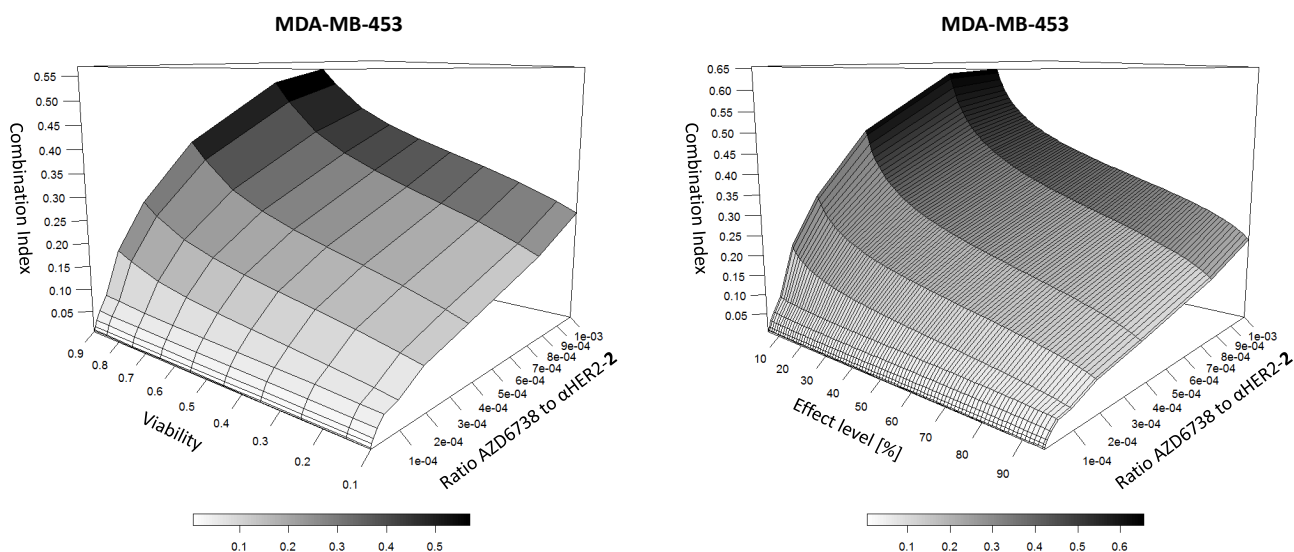 MDA-MB-453
Combination Index
0.55
0.50
0.45
0.40
0.35
0.30
0.25
0.20
0.15
0.10
0.05
0.9
0.8
0.7
0.6
0.5
0.4
0.3
0.2
0.1
Viability
1e-03
9e-04
8e-04
7e-04
6e-04
5e-04
4e-04
3e-04
2e-04
1e-04
Ratio AZD6738 to αHER2-2
0.1 0.2 0.3 0.4 0.5
MDA-MB-453
Combination Index
0.65
0.60
0.55
0.50
0.45
0.40
0.35
0.30
0.25
0.20
0.15
0.10
0.05
10
20
30
40
50
60
70
80
90
Effect level [%]
1e-03
9e-04
8e-04
7e-04
6e-04
5e-04
4e-04
3e-04
2e-04
1e-04
Ratio AZD6738 to αHER2-2
0.1 0.2 0.3 0.4 0.5 0.6